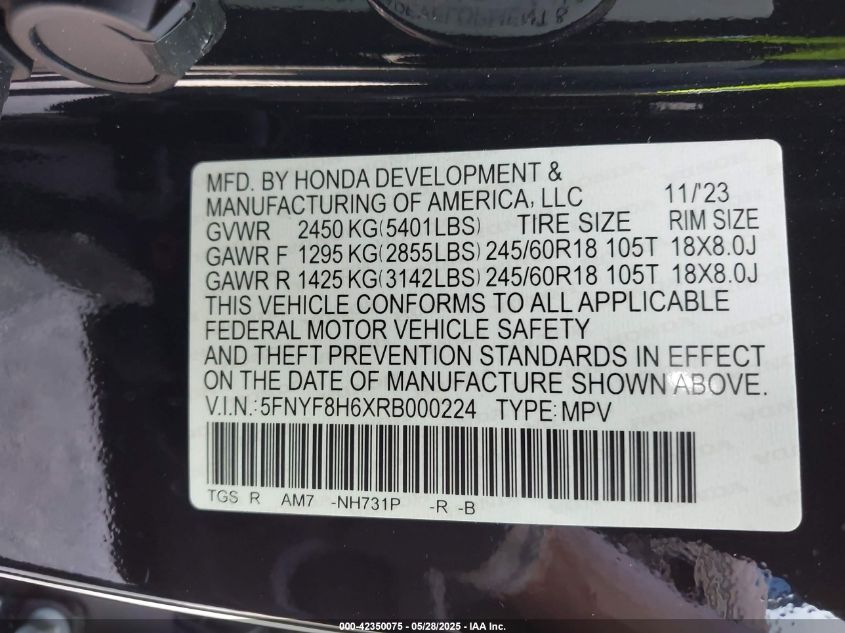 MFD. BY HONDA DEVELOPMENT &
MANUFACTURING OF AMERICA, LLC 11/'23
GVWR 2450 KG(5401LBS) TIRE SIZE RIM SIZE
GAWR F 1295 KG(2855LBS) 245/60R18 105T 18X8.0J
GAWR R 1425 KG(3142LBS) 245/60R18 105T 18X8.0J
THIS VEHICLE CONFORMS TO ALL APPLICABLE
FEDERAL MOTOR VEHICLE SAFETY
AND THEFT PREVENTION STANDARDS IN EFFECT
ON THE DATE OF MANUFACTURE SHOWN ABOVE.
V.I.N.: 5FNYF8H6XRB000224 TYPE: MPV
TGS R AM7 -NH731P -R -B
000-42350075 - 05/28/2025 - IAA Inc.